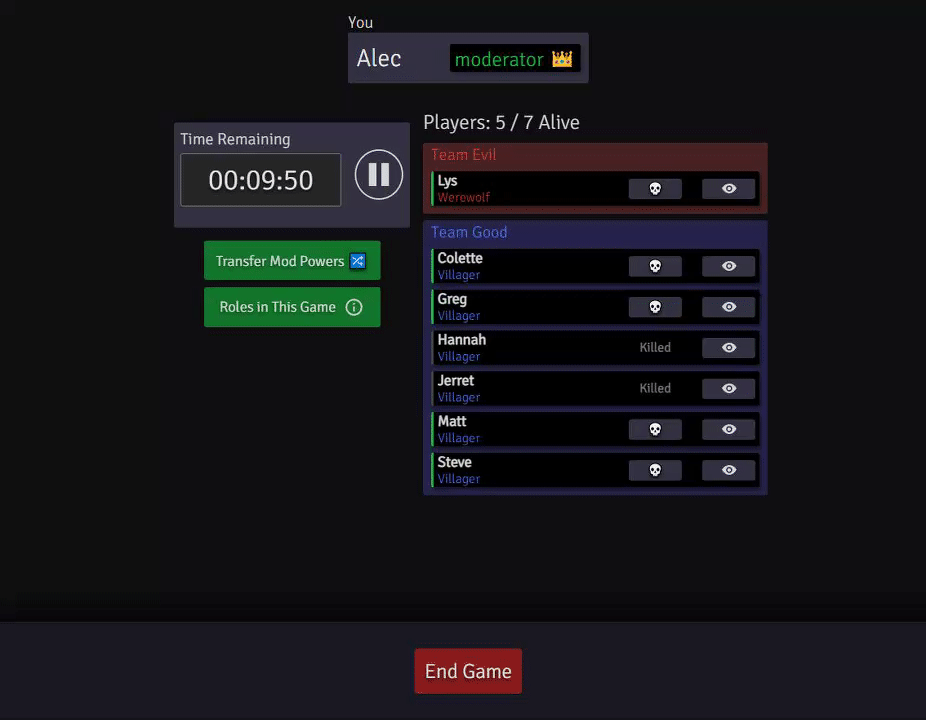 You
Alec
moderator 👑
Time Remaining
00:09:50
Transfer Mod Powers 🔀
Roles in This Game
Players: 5 / 7 Alive
Team Evil
Lys
Werewolf
Team Good
Colette
Villager
Greg
Villager
Hannah
Villager
Killed
Jerret
Villager
Killed
Matt
Villager
Steve
Villager
End Game